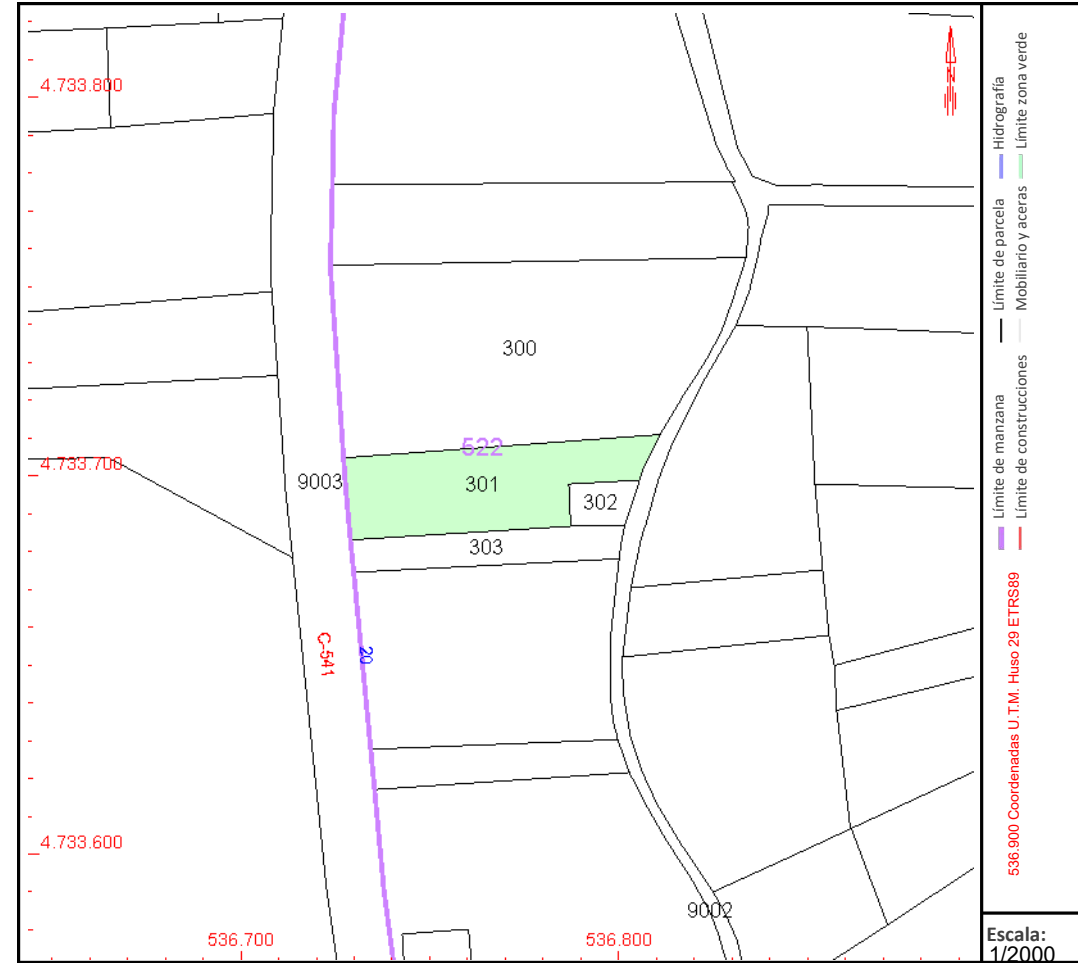 4.733.800
N
300
522
4.733.700
9003
301
302
303
C-541
20
4.733.600
9002
536.700
536.800
Hidrografía
Límite zona verde
Límite de parcela
Mobiliario y aceras
Límite de manzana
Límite de construcciones
536.900 Coordenadas U.T.M. Huso 29 ETRS89
Escala:
1/2000